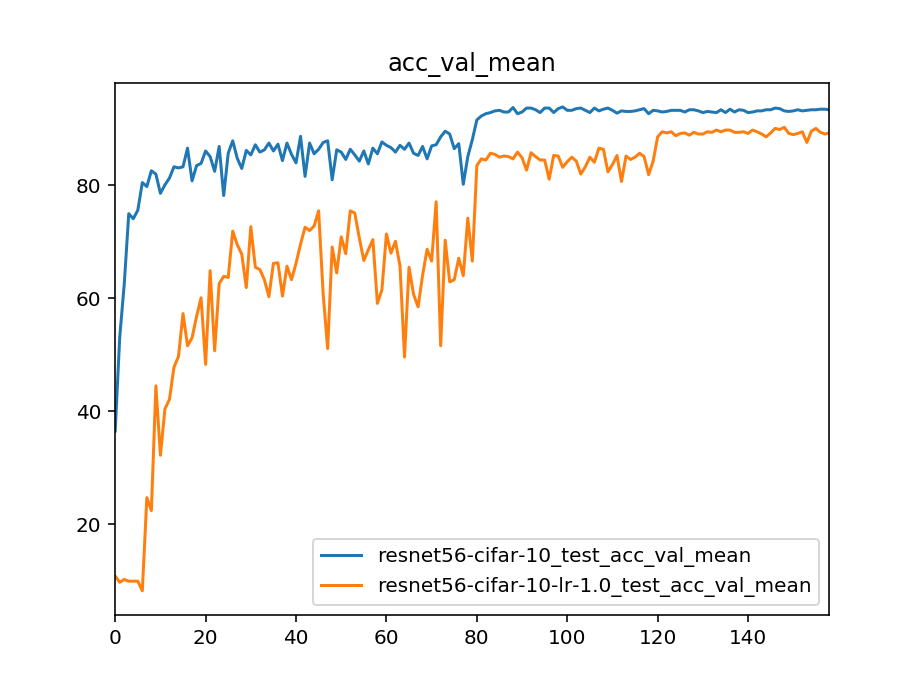 acc_val_mean
80
60
40
20
resnet56-cifar-10_test_acc_val_mean
resnet56-cifar-10-lr-1.0_test_acc_val_mean
0 20 40 60 80 100 120 140